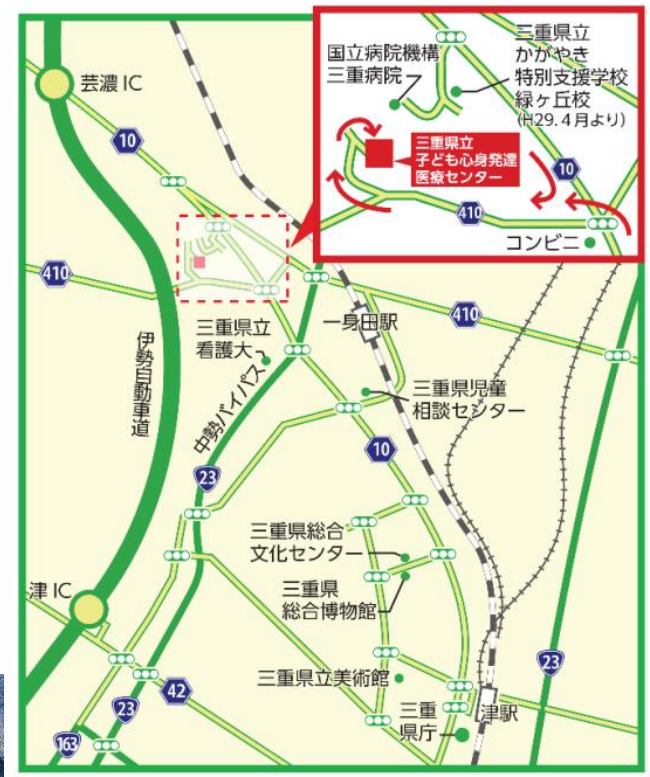 国立病院機構
三重病院
三重県立
かがやき
特別支援学校
緑ヶ丘校
(H29.4月より)
三重県立
子ども心身発達
医療センター
10
410
コンビニ
芸濃 IC
10
410
410
三重県立
看護大
一身田駅
伊勢自動車道
中勢バイパス
三重県児童
相談センター
10
23
三重県総合
文化センター
三重県
総合博物館
津 IC
23
三重県立美術館
42
23
三重
県庁
津駅
163